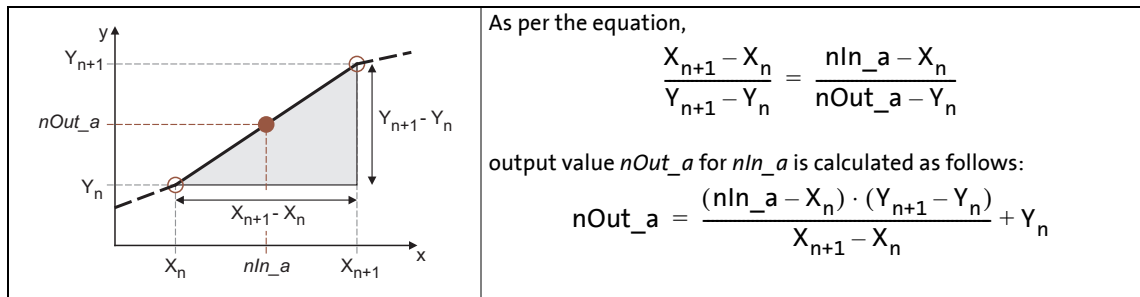 y
Yn+1
nOut_a
Yn
Yn+1 - Yn
Xn+1 - Xn
Xn
nIn_a
Xn+1
x
As per the equation,
Xn+1 – Xn / Yn+1 – Yn = nIn_a – Xn / nOut_a – Yn
output value nOut_a for nIn_a is calculated as follows:
nOut_a = (nIn_a – Xn) · (Yn+1 – Yn) / Xn+1 – Xn + Yn